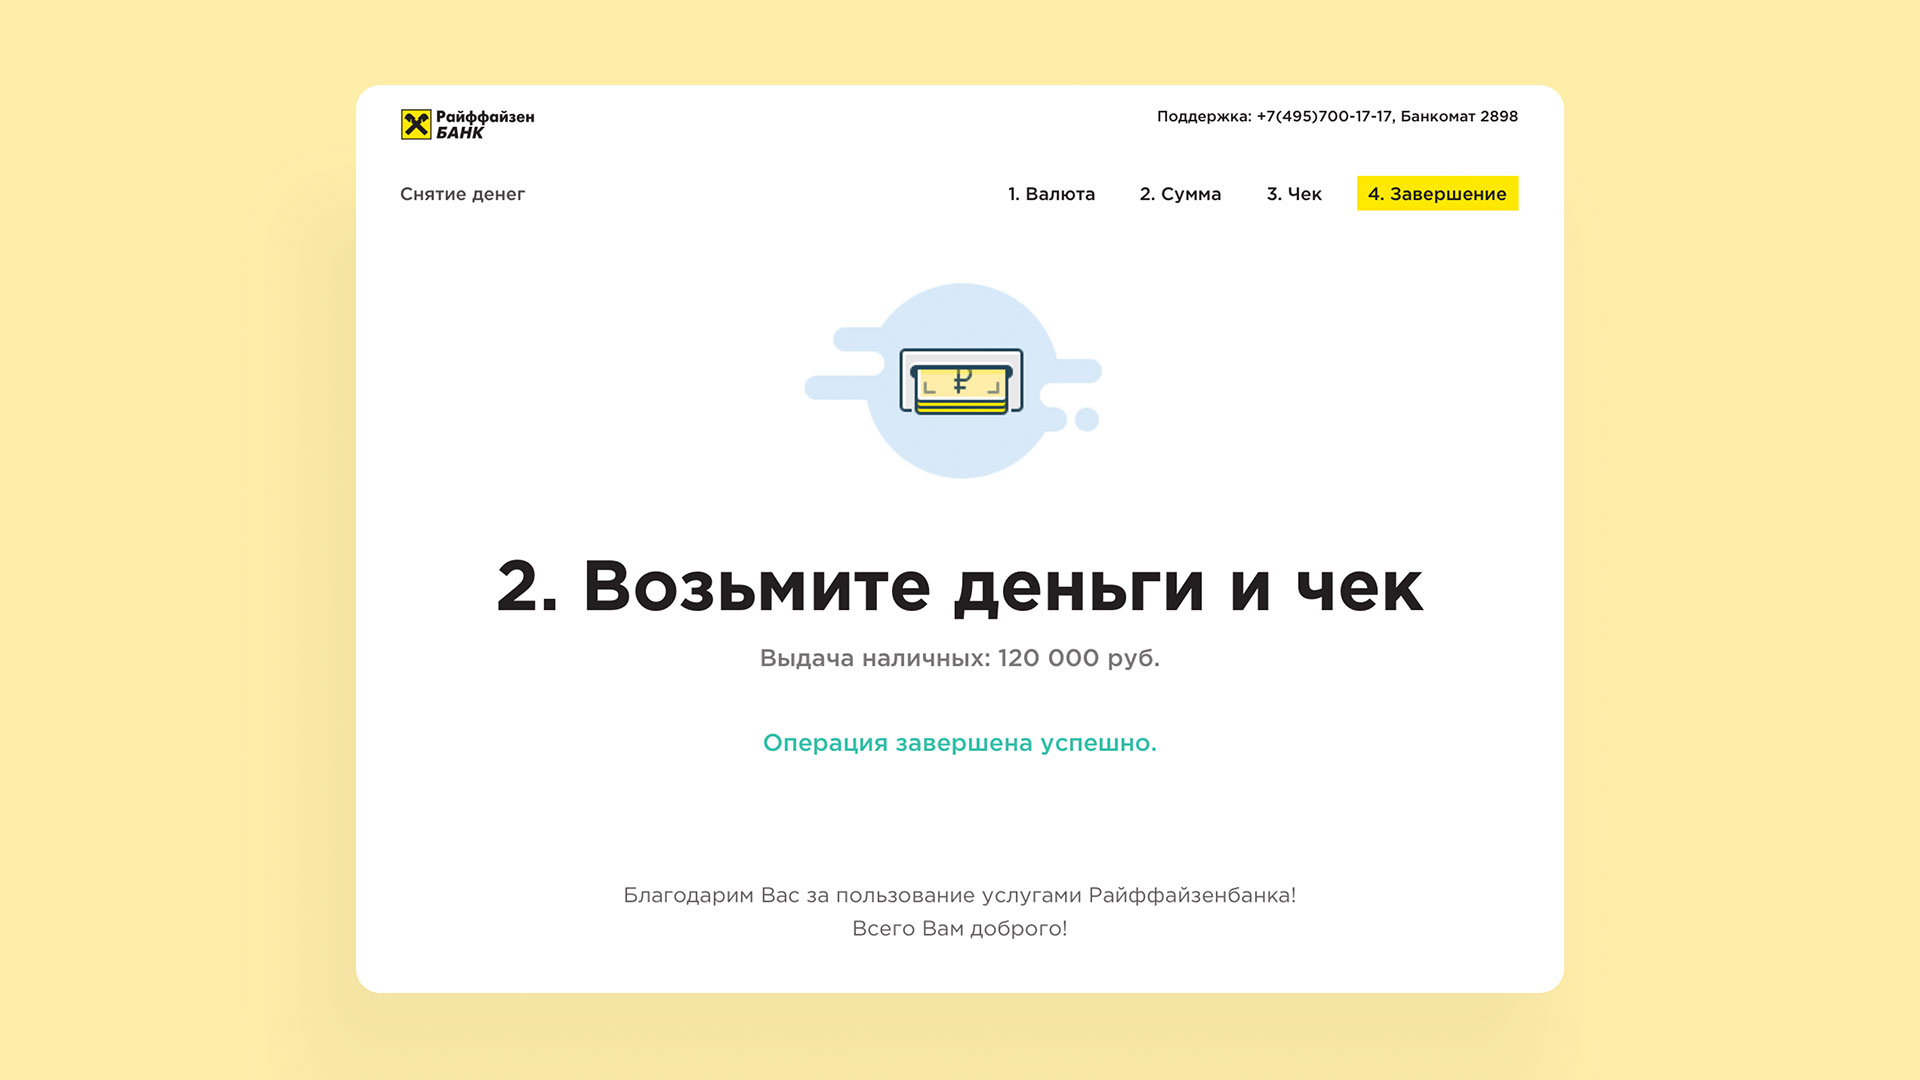 Райффайзен
БАНК
Поддержка: +7(495)700-17-17, Банкомат 2898
Снятие денег
1. Валюта
2. Сумма
3. Чек
4. Завершение
₽
2. Возьмите деньги и чек
Выдача наличных: 120 000 руб.
Операция завершена успешно.
Благодарим Вас за пользование услугами Райффайзенбанка!
Всего Вам доброго!